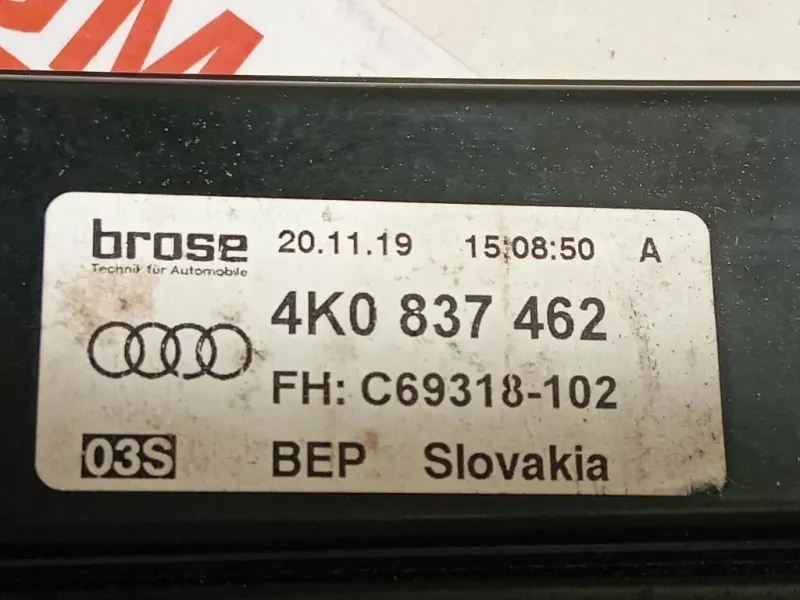 brose 20.11.19 15:08:50 A
Technik für Automobile
4K0 837 462
FH: C69318-102
03S BEP Slovakia